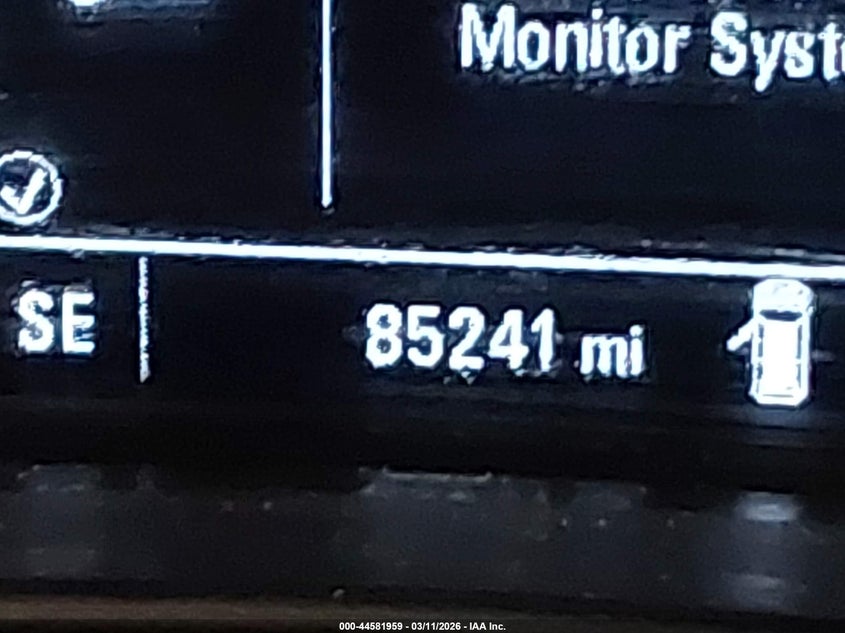 Monitor Syst
SE
85241 mi
000-44581959 - 03/11/2026 - IAA Inc.